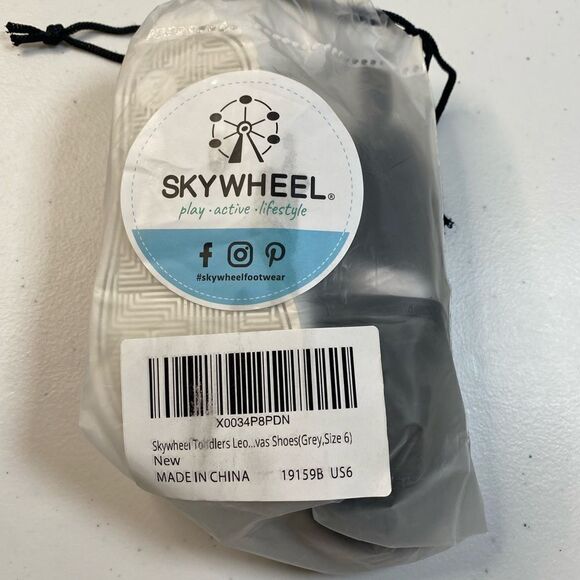 SKYWHEEL®
play · active · lifestyle
#skywheelfootwear
X0034P8PDN
Skywheel Toddlers Leo...vas Shoes(Grey,Size 6)
New
MADE IN CHINA 19159B US6